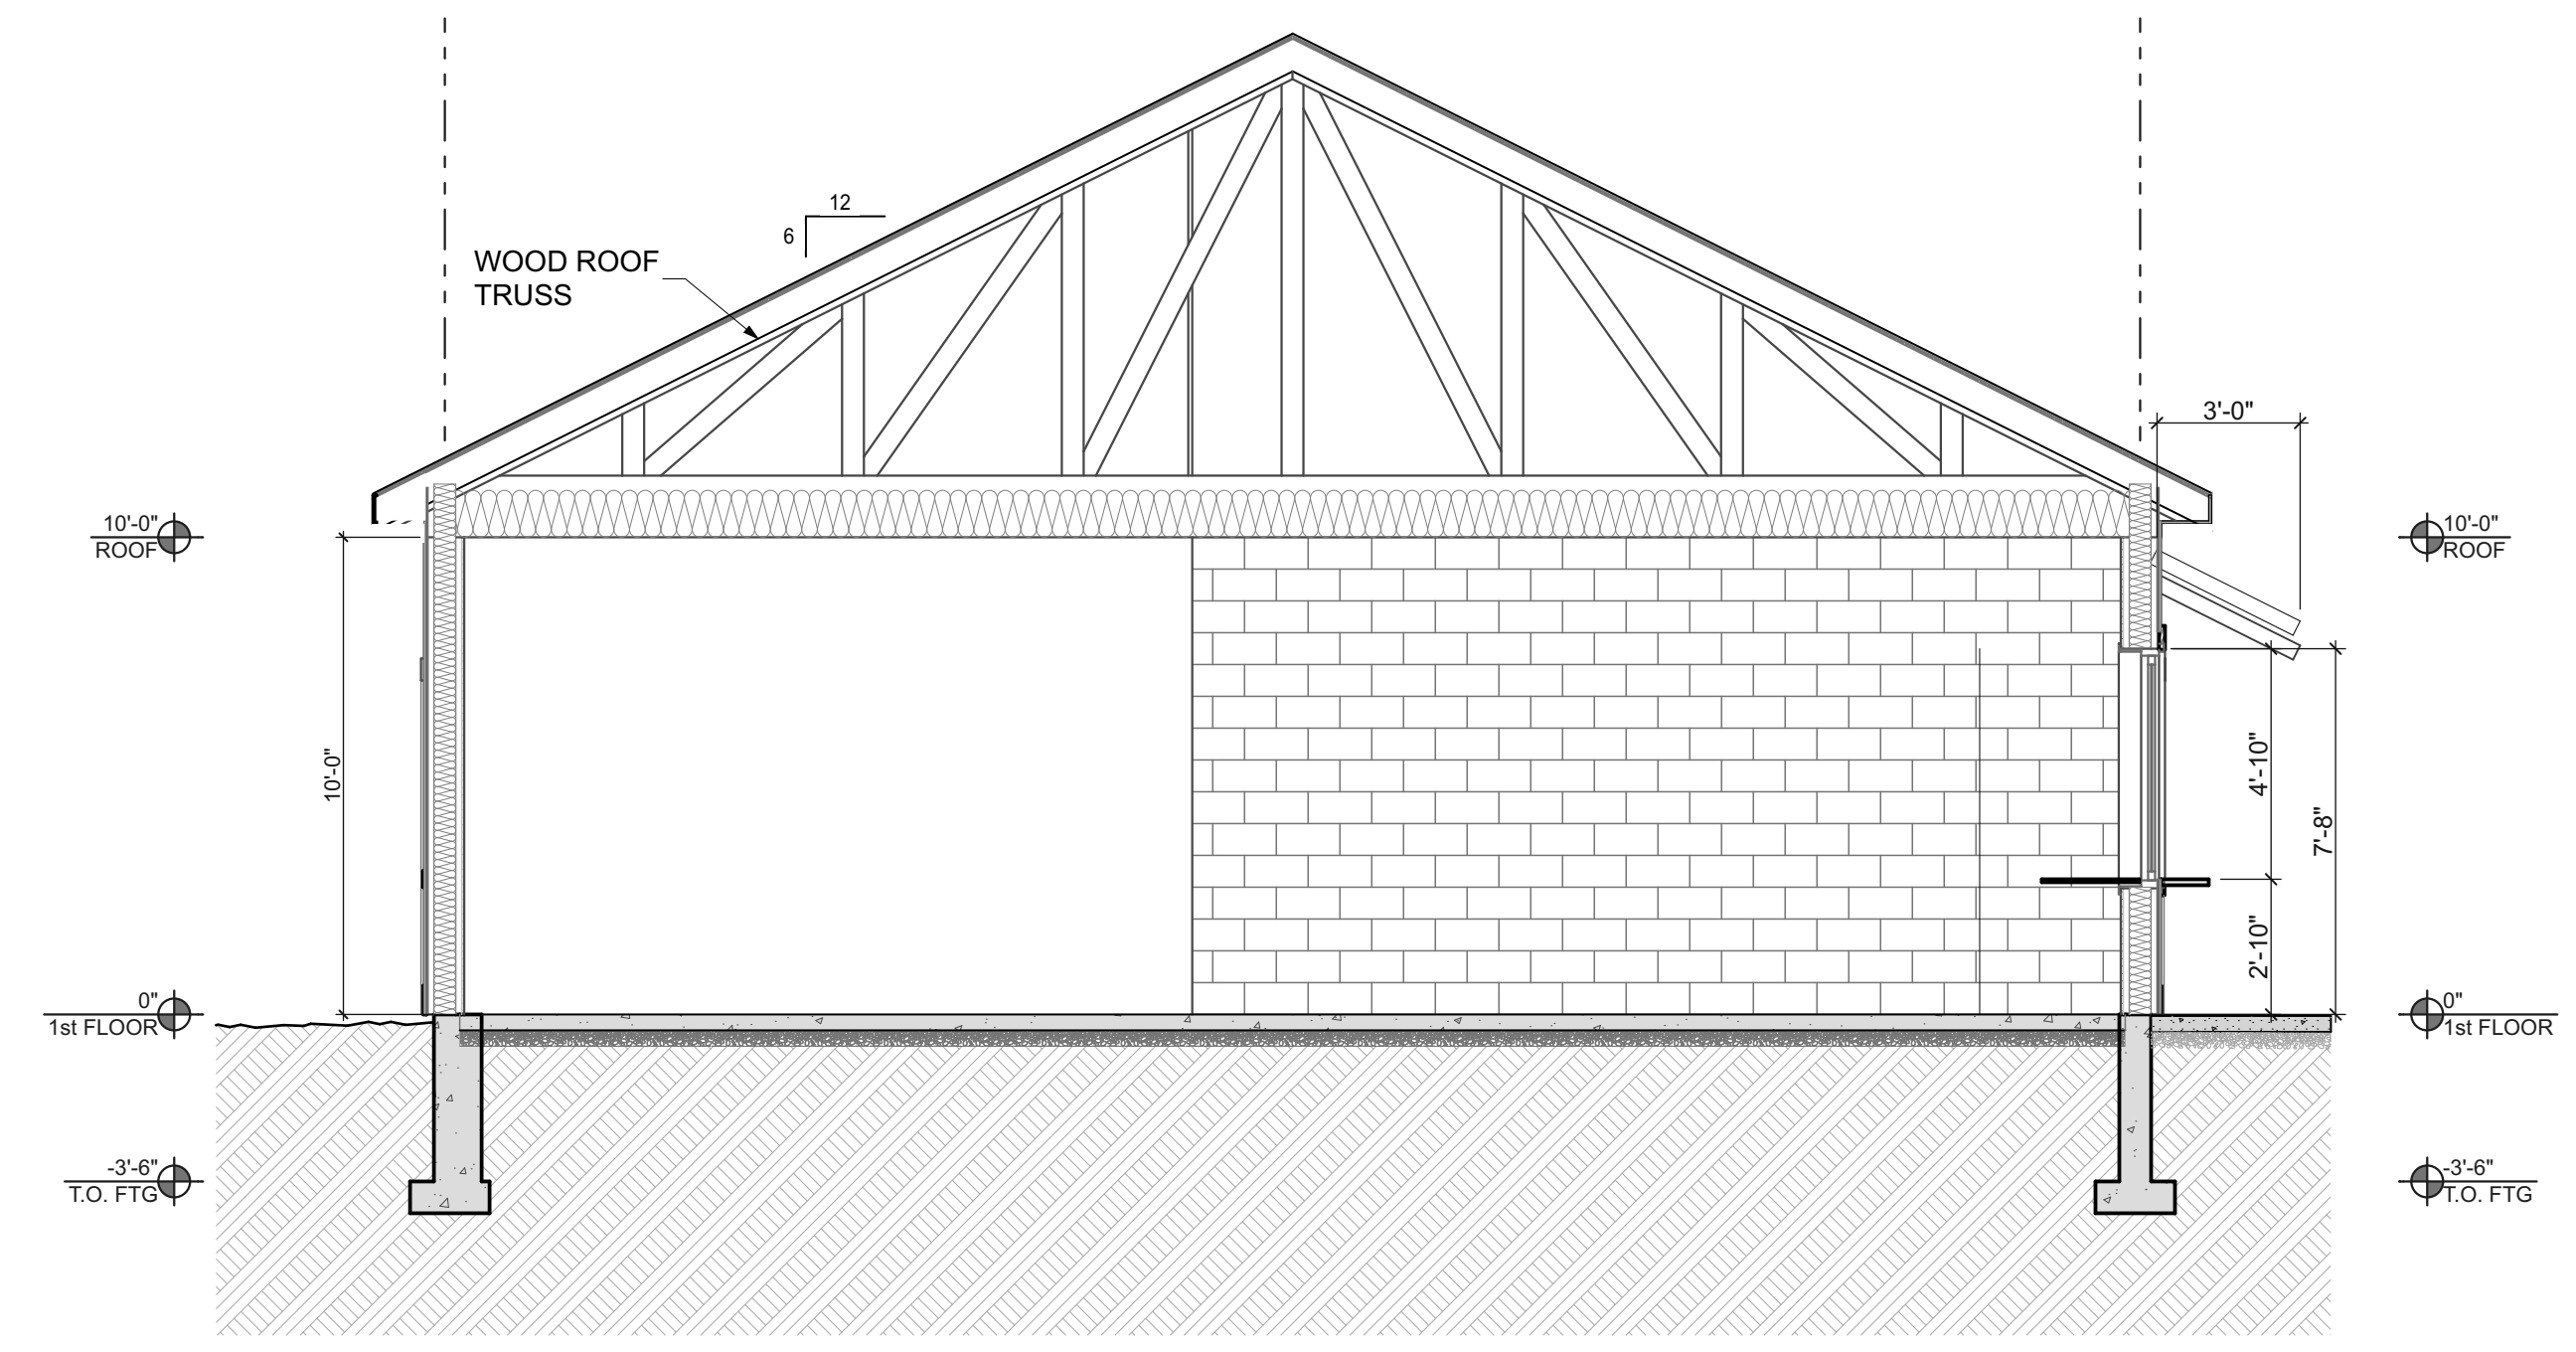 12
6
WOOD ROOF
TRUSS
3'-0"
10'-0"
ROOF
10'-0"
ROOF
10'-0"
4'-10"
7'-8"
2'-10"
0"
1st FLOOR
0"
1st FLOOR
-3'-6"
T.O. FTG
-3'-6"
T.O. FTG